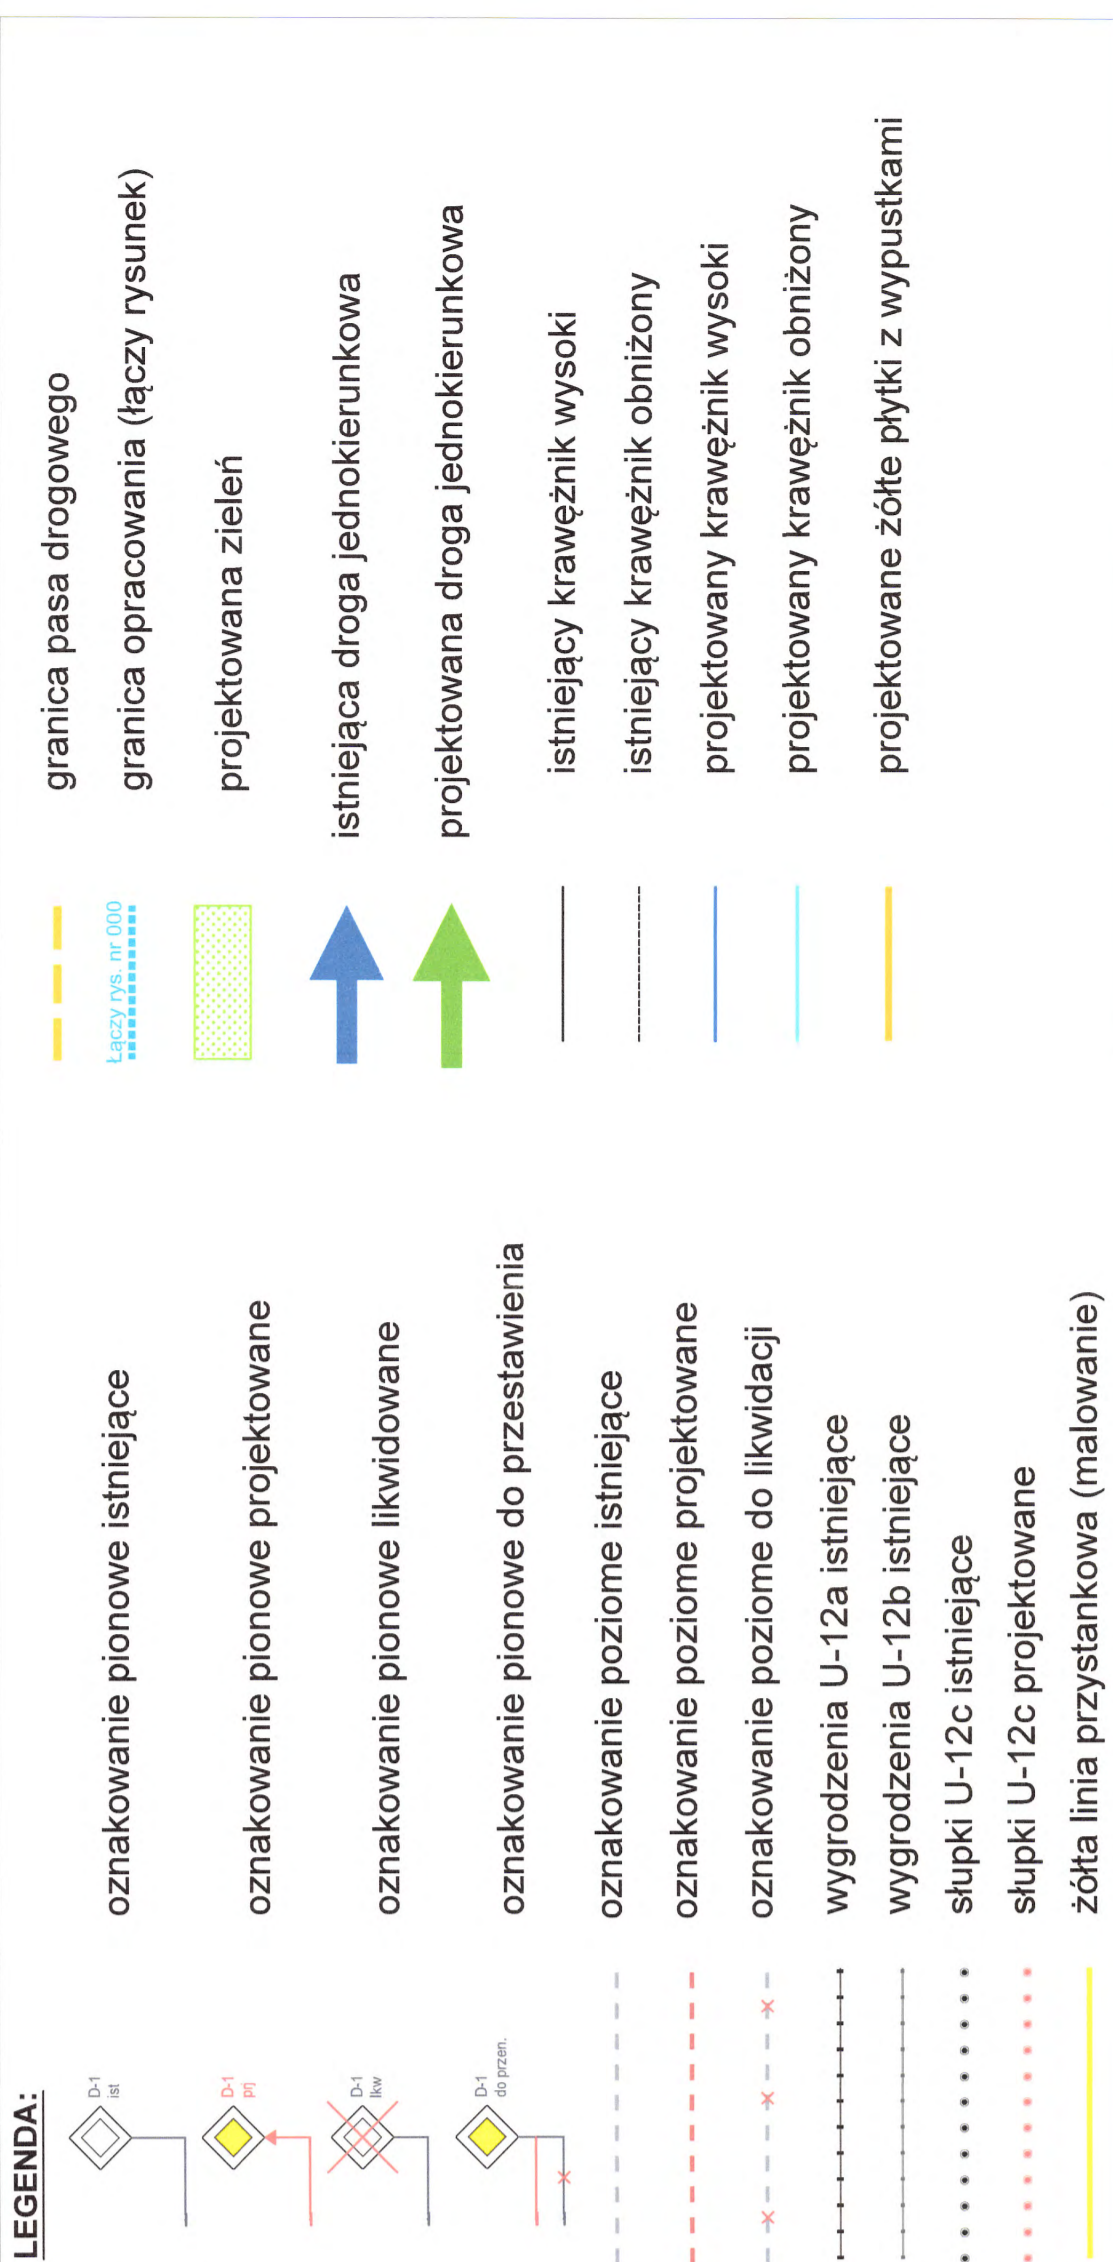 LEGENDA:
D-1
ist
oznakowanie pionowe istniejące
D-1
prj
oznakowanie pionowe projektowane
D-1
lkw
oznakowanie pionowe likwidowane
D-1
do przen.
oznakowanie pionowe do przestawienia
oznakowanie poziome istniejące
oznakowanie poziome projektowane
oznakowanie poziome do likwidacji
wygrodzenia U-12a istniejące
wygrodzenia U-12b istniejące
słupki U-12c istniejące
słupki U-12c projektowane
żółta linia przystankowa (malowanie)
granica pasa drogowego
Łączy rys. nr 000
granica opracowania (łączy rysunek)
projektowana zieleń
istniejąca droga jednokierunkowa
projektowana droga jednokierunkowa
istniejący krawężnik wysoki
istniejący krawężnik obniżony
projektowany krawężnik wysoki
projektowany krawężnik obniżony
projektowane żółte płytki z wypustkami